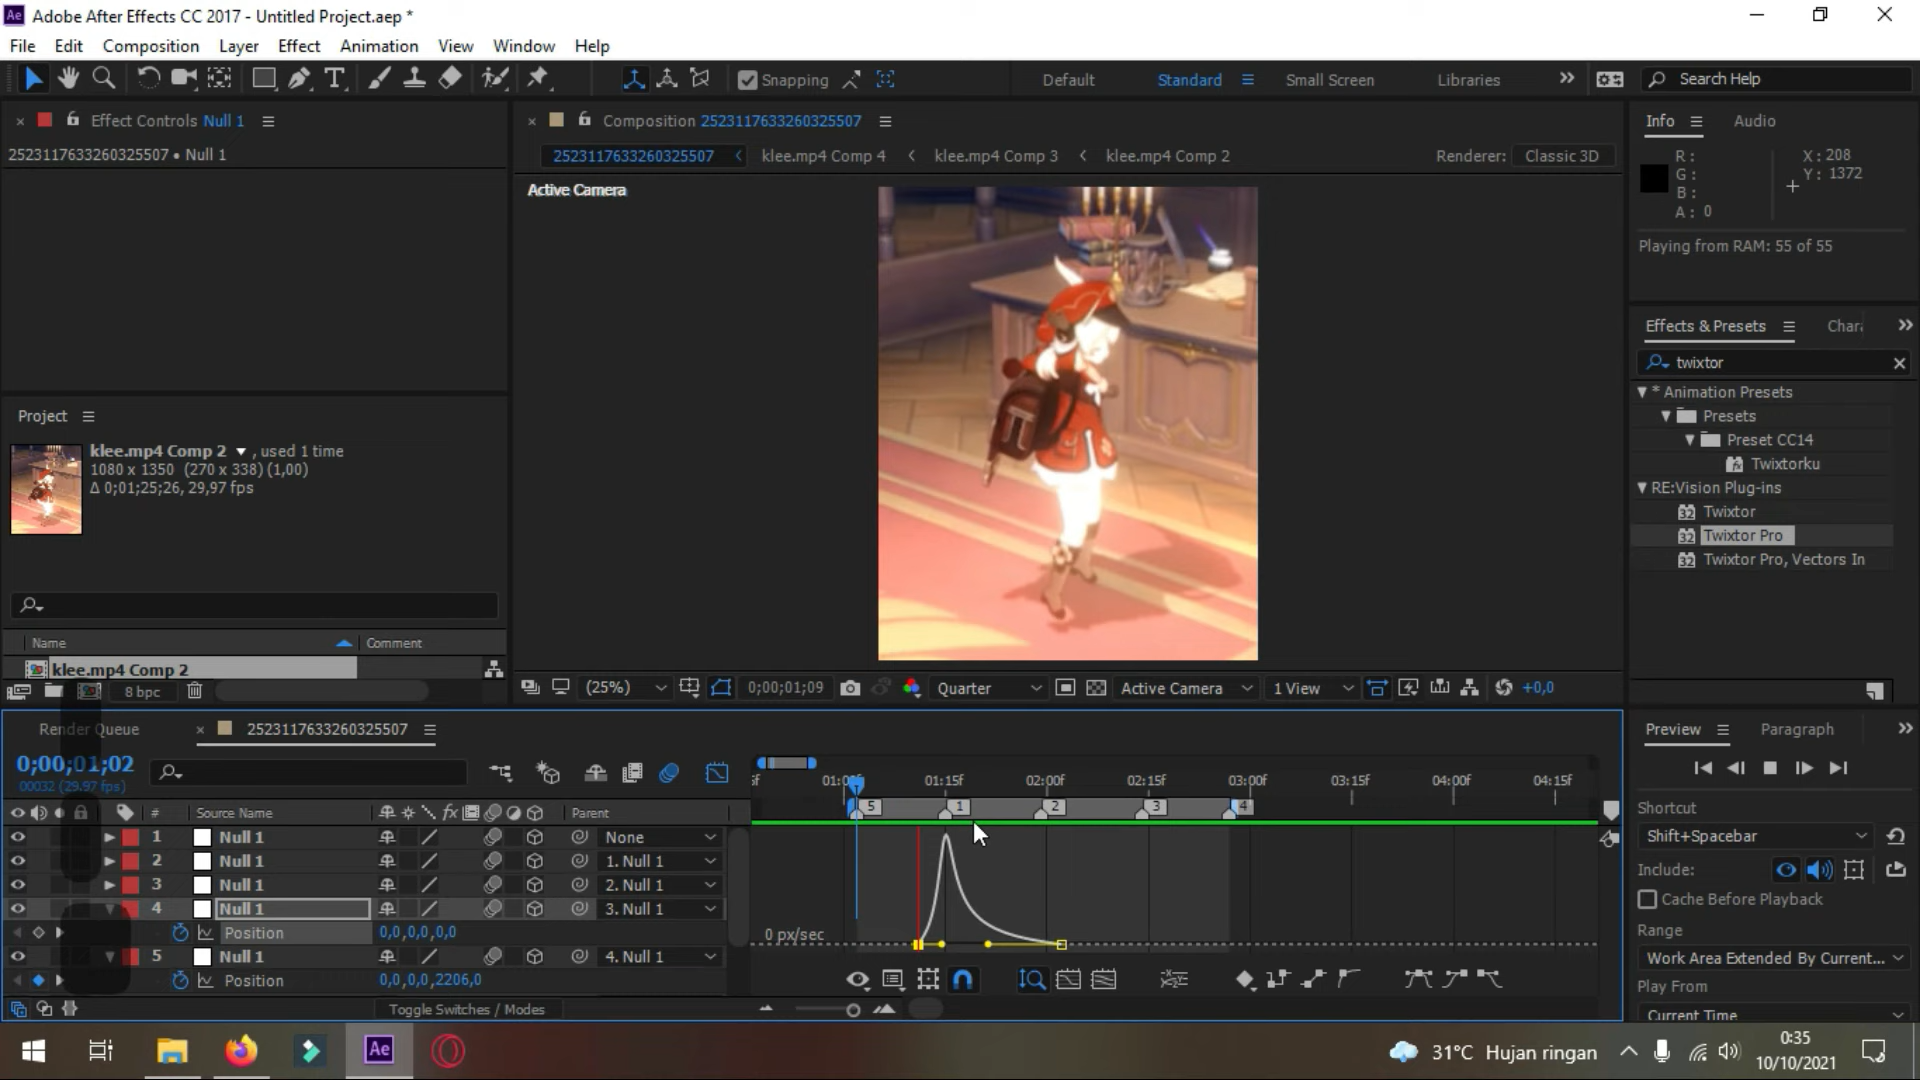 Ae Adobe After Effects CC 2017 - Untitled Project.aep *
File Edit Composition Layer Effect Animation View Window Help
T Snapping Default Standard Small Screen Libraries Search Help
Effect Controls Null 1
2523117633260325507 • Null 1
Composition 2523117633260325507
2523117633260325507 klee.mp4 Comp 4 klee.mp4 Comp 3 klee.mp4 Comp 2 Renderer: Classic 3D
Active Camera
Info Audio
R :
G :
B :
A : 0
X : 208
Y : 1372
Playing from RAM: 55 of 55
Effects & Presets
twixtor
* Animation Presets
Presets
Preset CC14
Twixtorku
RE:Vision Plug-ins
32 Twixtor
32 Twixtor Pro
32 Twixtor Pro, Vectors In
Project
klee.mp4 Comp 2 , used 1 time
1080 x 1350 (270 x 338) (1,00)
Δ 0;01;25;26, 29,97 fps
Name Comment
klee.mp4 Comp 2
8 bpc
(25%) 0;00;01;09 Quarter Active Camera 1 View +0,0
Render Queue 2523117633260325507
0;00;01;02
00032 (29.97 fps)
# Source Name fx Parent
01:15f 02:00f 02:15f 03:00f 03:15f 04:00f 04:15f
5 1 2 3 4
1 Null 1 None
2 Null 1 1. Null 1
3 Null 1 2. Null 1
4 Null 1 3. Null 1
Position 0,0,0,0,0,0
5 Null 1 4. Null 1
Position 0,0,0,0,2206,0
0 px/sec
Toggle Switches / Modes
Preview Paragraph
Shortcut
Shift+Spacebar
Include:
Cache Before Playback
Range
Work Area Extended By Current...
Play From
Current Time
Ae
31°C Hujan ringan
0:35
10/10/2021